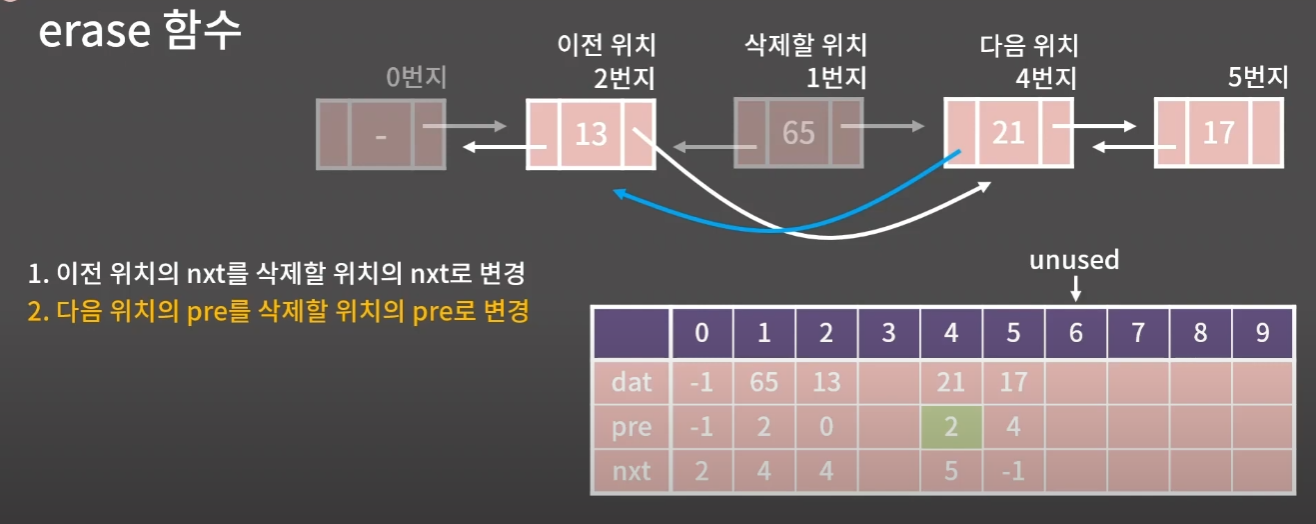 erase 함수
이전 위치 삭제할 위치 다음 위치
0번지 2번지 1번지 4번지 5번지
- 13 65 21 17
1. 이전 위치의 nxt를 삭제할 위치의 nxt로 변경
2. 다음 위치의 pre를 삭제할 위치의 pre로 변경
unused
0 1 2 3 4 5 6 7 8 9
dat -1 65 13 21 17
pre -1 2 0 2 4
nxt 2 4 4 5 -1